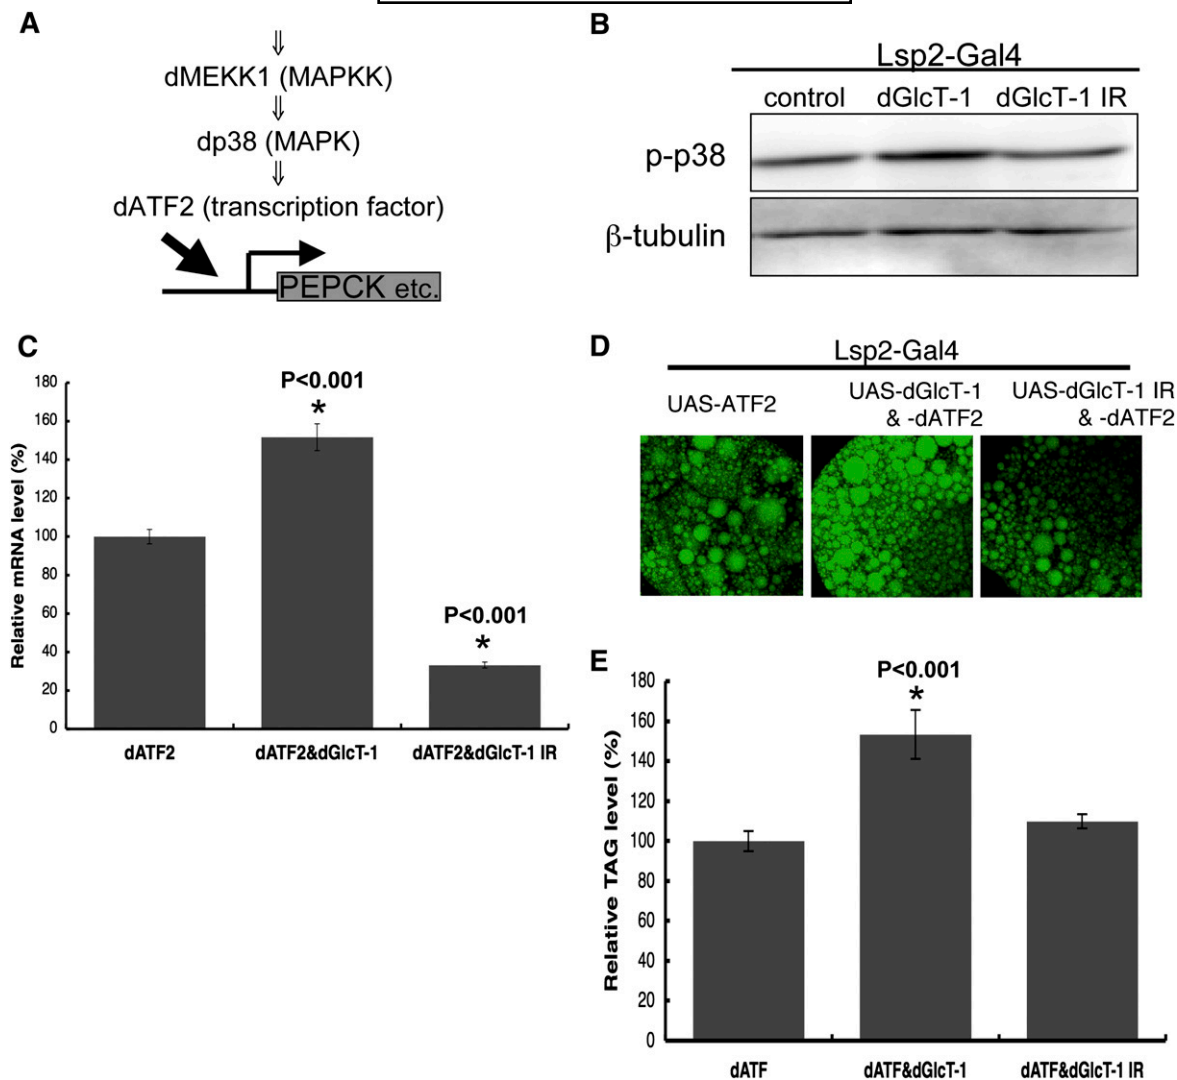 A
⇓
dMEKK1 (MAPKK)
⇓
dp38 (MAPK)
⇓
dATF2 (transcription factor)
PEPCK etc.
B
Lsp2-Gal4
control dGlcT-1 dGlcT-1 IR
p-p38
β-tubulin
C
Relative mRNA level (%)
180
160
140
120
100
80
60
40
20
0
P<0.001
*
P<0.001
*
dATF2 dATF2&dGlcT-1 dATF2&dGlcT-1 IR
D
Lsp2-Gal4
UAS-ATF2
UAS-dGlcT-1
& -dATF2
UAS-dGlcT-1 IR
& -dATF2
E
Relative TAG level (%)
180
160
140
120
100
80
60
40
20
0
P<0.001
*
dATF dATF&dGlcT-1 dATF&dGlcT-1 IR